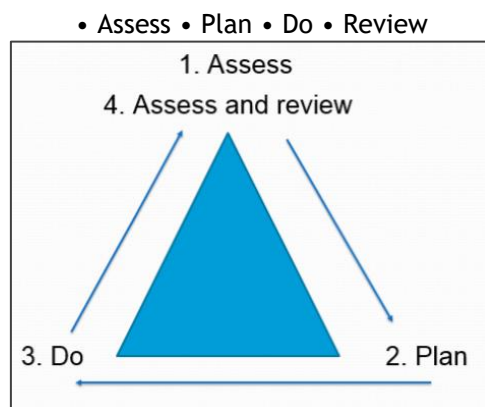 • Assess • Plan • Do • Review
1. Assess
4. Assess and review
3. Do
2. Plan